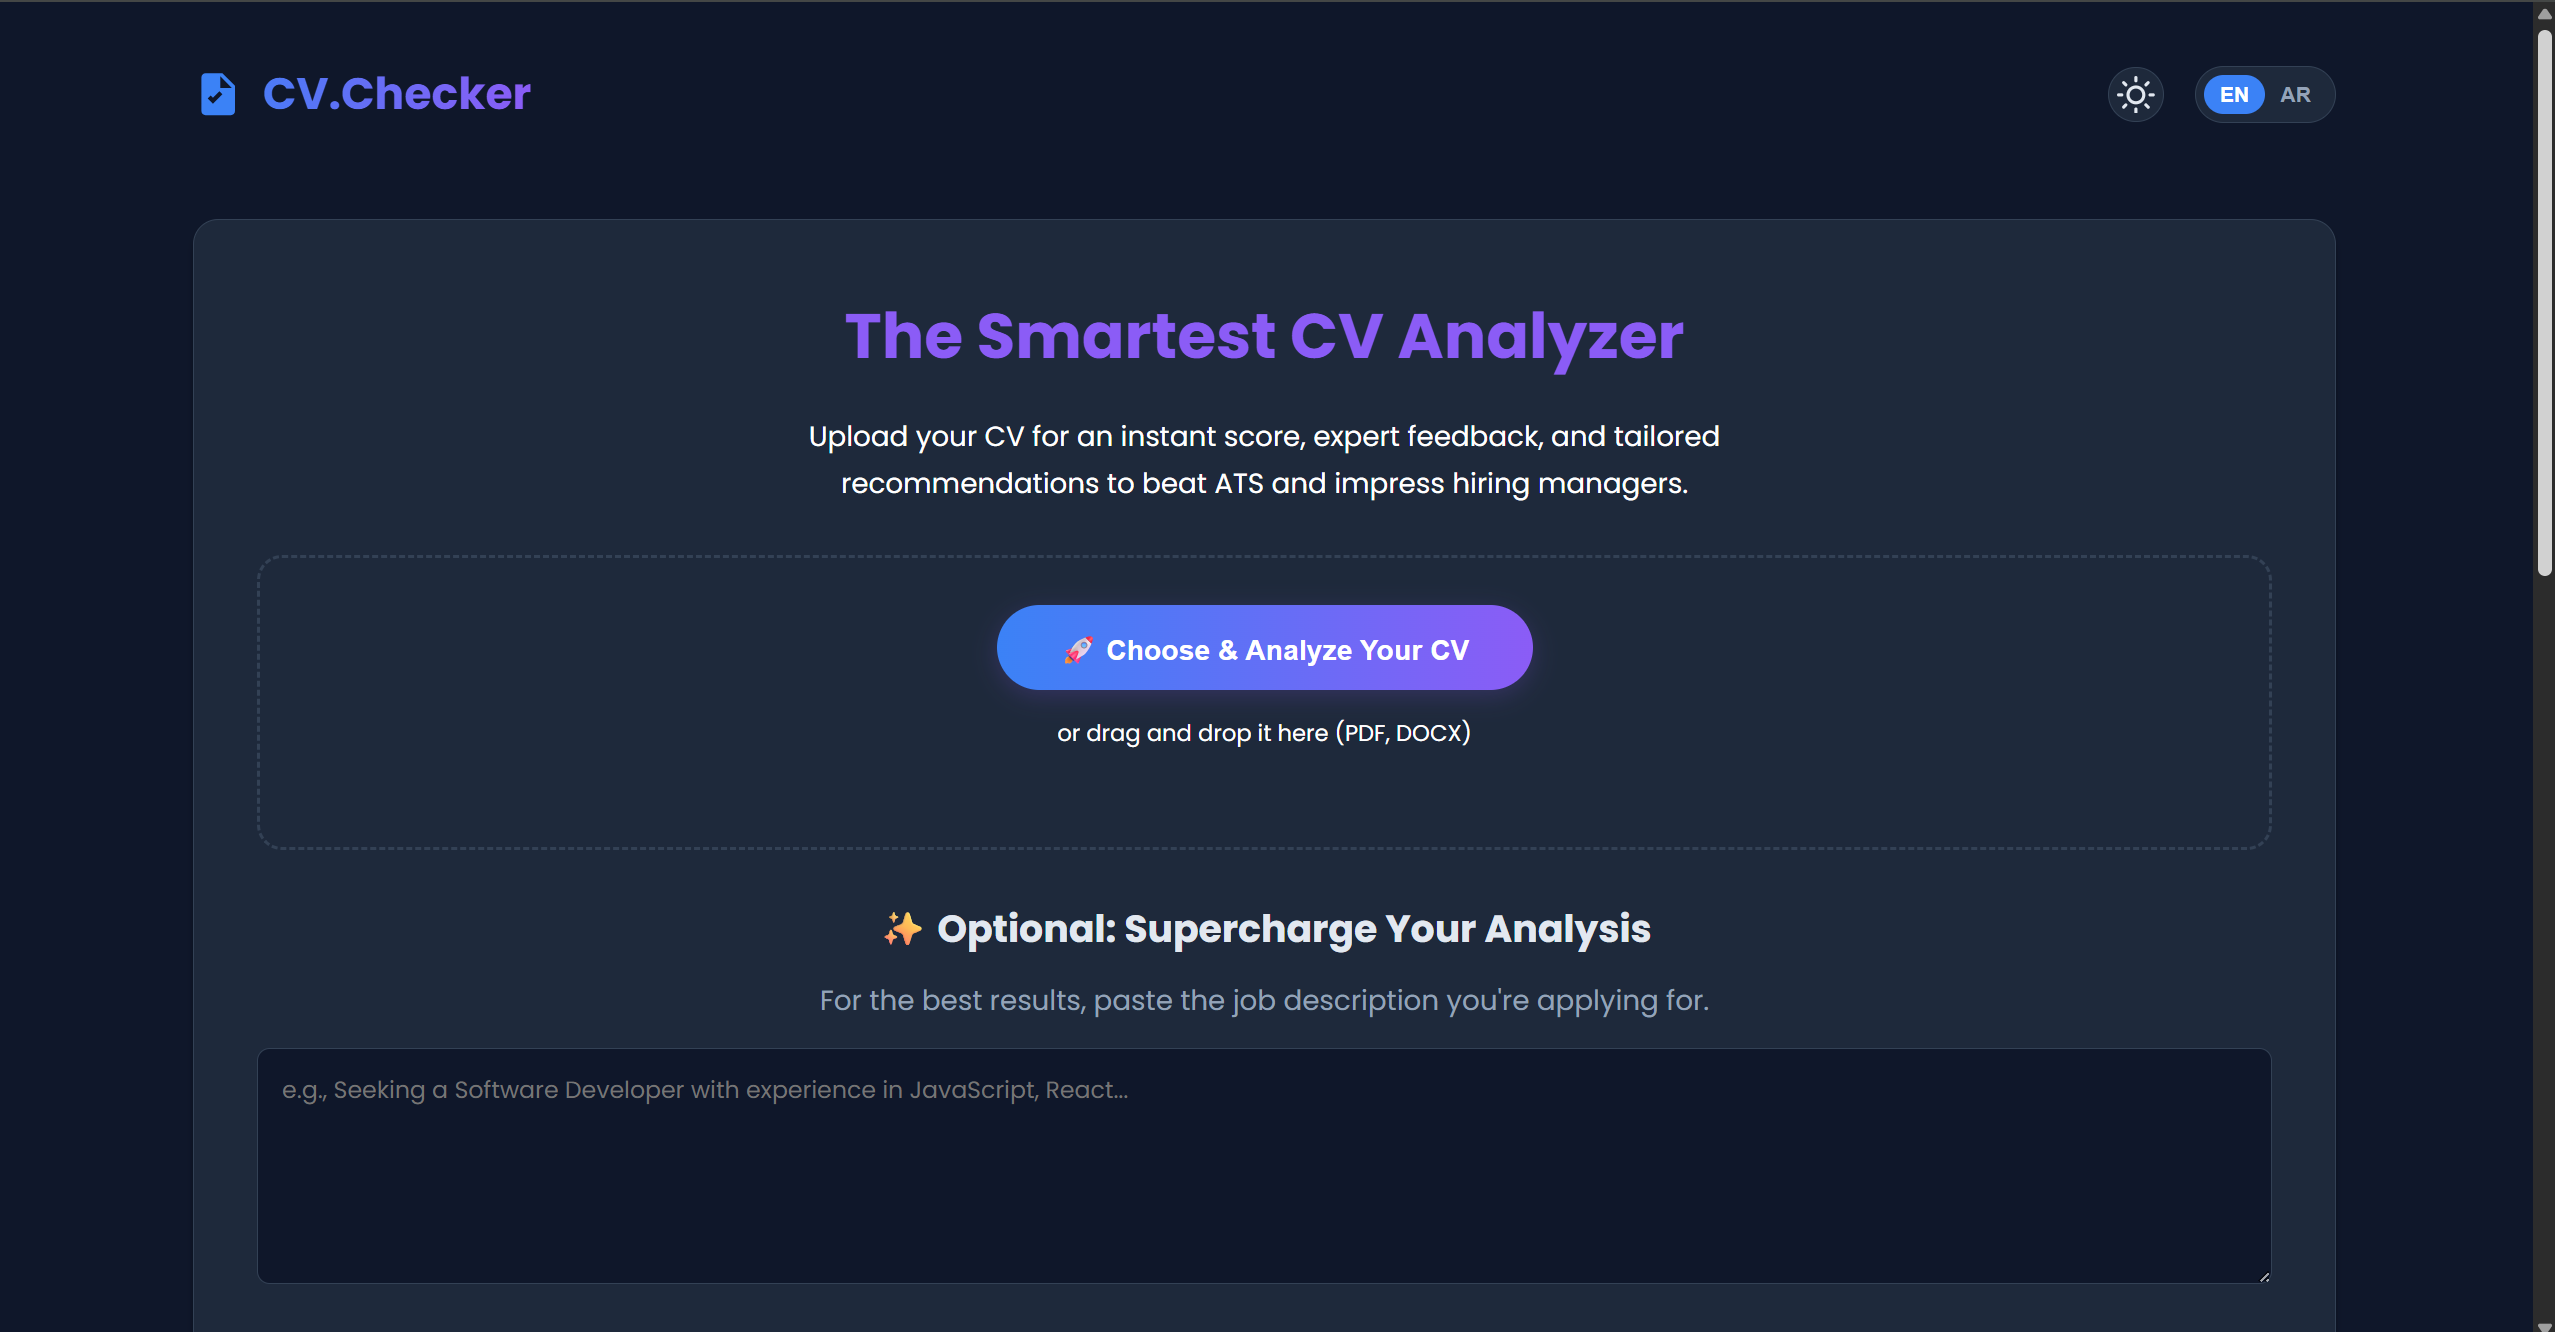 CV.Checker
EN AR
The Smartest CV Analyzer
Upload your CV for an instant score, expert feedback, and tailored
recommendations to beat ATS and impress hiring managers.
🚀 Choose & Analyze Your CV
or drag and drop it here (PDF, DOCX)
✨ Optional: Supercharge Your Analysis
For the best results, paste the job description you're applying for.
e.g., Seeking a Software Developer with experience in JavaScript, React...